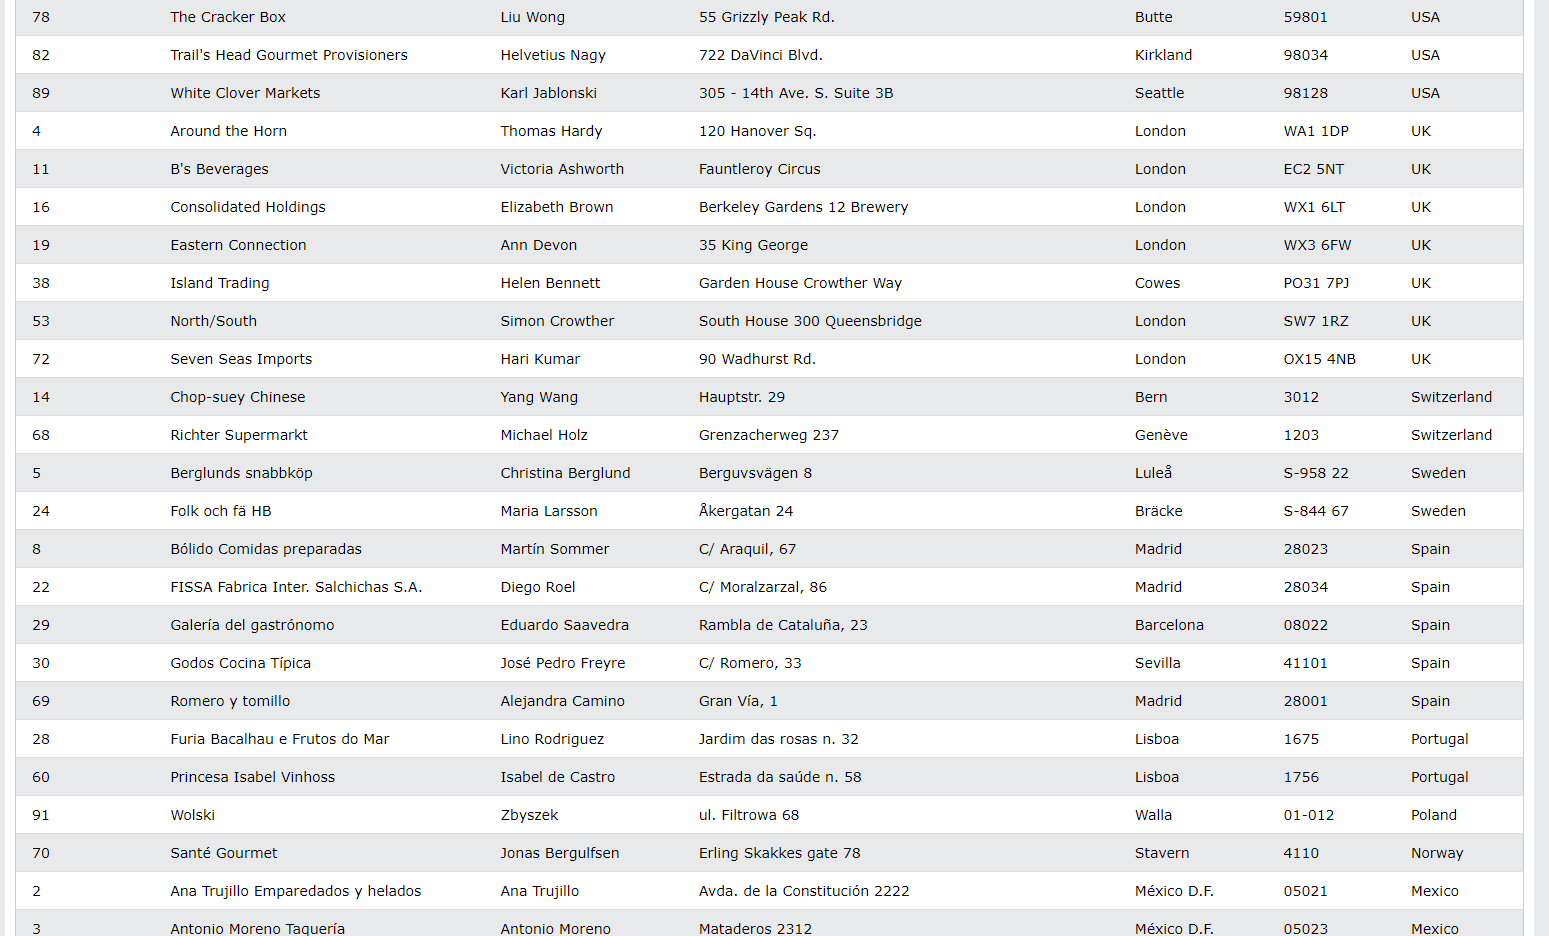 78 The Cracker Box Liu Wong 55 Grizzly Peak Rd. Butte 59801 USA
82 Trail's Head Gourmet Provisioners Helvetius Nagy 722 DaVinci Blvd. Kirkland 98034 USA
89 White Clover Markets Karl Jablonski 305 - 14th Ave. S. Suite 3B Seattle 98128 USA
4 Around the Horn Thomas Hardy 120 Hanover Sq. London WA1 1DP UK
11 B's Beverages Victoria Ashworth Fauntleroy Circus London EC2 5NT UK
16 Consolidated Holdings Elizabeth Brown Berkeley Gardens 12 Brewery London WX1 6LT UK
19 Eastern Connection Ann Devon 35 King George London WX3 6FW UK
38 Island Trading Helen Bennett Garden House Crowther Way Cowes PO31 7PJ UK
53 North/South Simon Crowther South House 300 Queensbridge London SW7 1RZ UK
72 Seven Seas Imports Hari Kumar 90 Wadhurst Rd. London OX15 4NB UK
14 Chop-suey Chinese Yang Wang Hauptstr. 29 Bern 3012 Switzerland
68 Richter Supermarkt Michael Holz Grenzacherweg 237 Genève 1203 Switzerland
5 Berglunds snabbköp Christina Berglund Berguvsvägen 8 Luleå S-958 22 Sweden
24 Folk och fä HB Maria Larsson Åkergatan 24 Bräcke S-844 67 Sweden
8 Bólido Comidas preparadas Martín Sommer C/ Araquil, 67 Madrid 28023 Spain
22 FISSA Fabrica Inter. Salchichas S.A. Diego Roel C/ Moralzarzal, 86 Madrid 28034 Spain
29 Galería del gastrónomo Eduardo Saavedra Rambla de Cataluña, 23 Barcelona 08022 Spain
30 Godos Cocina Típica José Pedro Freyre C/ Romero, 33 Sevilla 41101 Spain
69 Romero y tomillo Alejandra Camino Gran Vía, 1 Madrid 28001 Spain
28 Furia Bacalhau e Frutos do Mar Lino Rodriguez Jardim das rosas n. 32 Lisboa 1675 Portugal
60 Princesa Isabel Vinhoss Isabel de Castro Estrada da saúde n. 58 Lisboa 1756 Portugal
91 Wolski Zbyszek ul. Filtrowa 68 Walla 01-012 Poland
70 Santé Gourmet Jonas Bergulfsen Erling Skakkes gate 78 Stavern 4110 Norway
2 Ana Trujillo Emparedados y helados Ana Trujillo Avda. de la Constitución 2222 México D.F. 05021 Mexico
3 Antonio Moreno Taquería Antonio Moreno Mataderos 2312 México D.F. 05023 Mexico